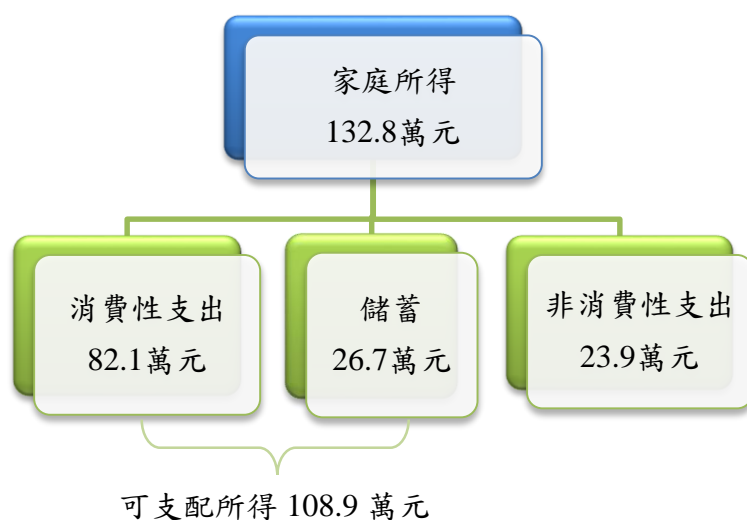 家庭所得
132.8萬元
消費性支出
82.1萬元
儲蓄
26.7萬元
非消費性支出
23.9萬元
可支配所得 108.9 萬元